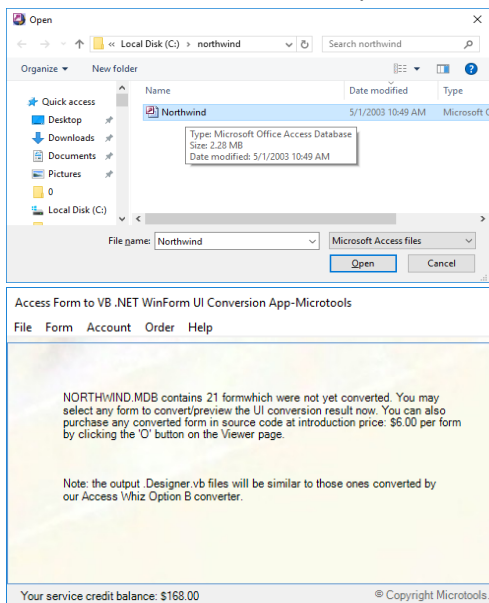 Open
« Local Disk (C:) › northwind
Search northwind
Organize
New folder
Name
Date modified
Type
Quick access
Northwind
5/1/2003 10:49 AM
Microsoft
Desktop
Type: Microsoft Office Access Database
Downloads
Size: 2.28 MB
Documents
Date modified: 5/1/2003 10:49 AM
Pictures
0
Local Disk (C:)
File name: Northwind
Microsoft Access files
Open
Cancel
Access Form to VB .NET WinForm UI Conversion App-Microtools
File Form Account Order Help
NORTHWIND.MDB contains 21 formwhich were not yet converted. You may
select any form to convert/preview the UI conversion result now. You can also
purchase any converted form in source code at introduction price: $6.00 per form
by clicking the 'O' button on the Viewer page.
Note: the output .Designer.vb files will be similar to those ones converted by
our Access Whiz Option B converter.
Your service credit balance: $168.00
© Copyright Microtools.